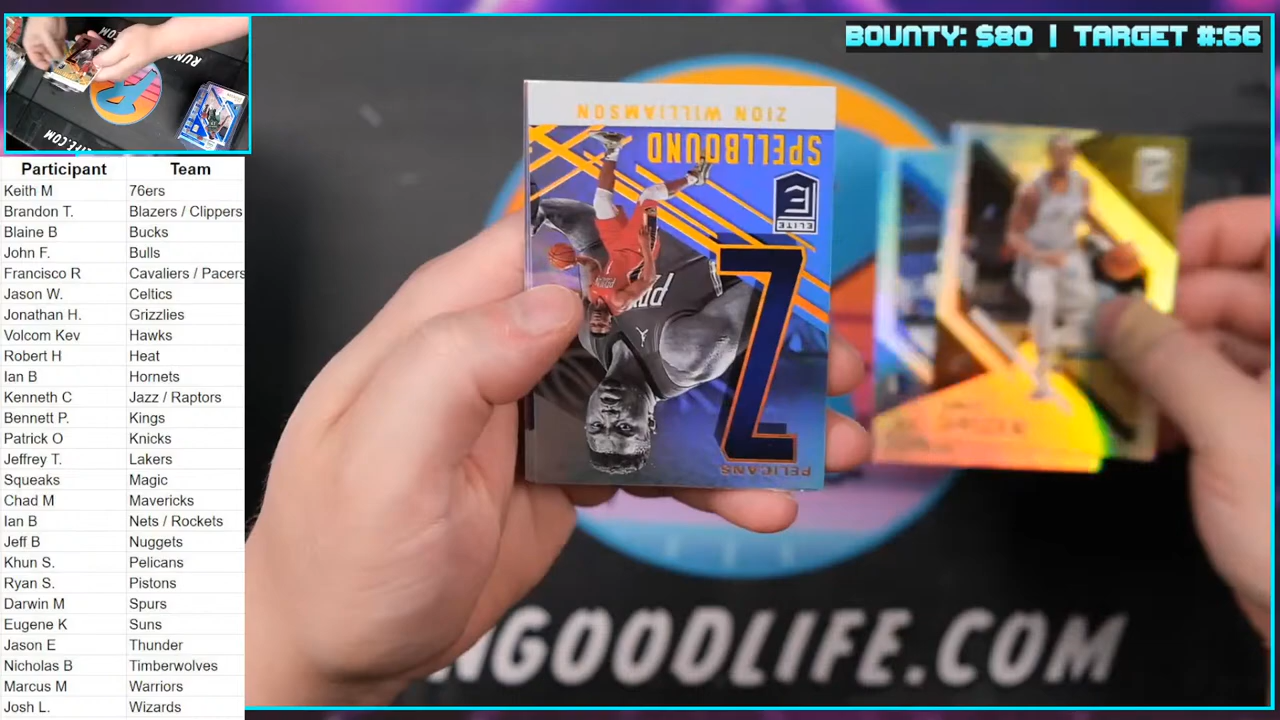 BOUNTY: $80 | TARGET #:66
Participant Team
Keith M 76ers
Brandon T. Blazers / Clippers
Blaine B Bucks
John F. Bulls
Francisco R Cavaliers / Pacers
Jason W. Celtics
Jonathan H. Grizzlies
Volcom Kev Hawks
Robert H Heat
Ian B Hornets
Kenneth C Jazz / Raptors
Bennett P. Kings
Patrick O Knicks
Jeffrey T. Lakers
Squeaks Magic
Chad M Mavericks
Ian B Nets / Rockets
Jeff B Nuggets
Khun S. Pelicans
Ryan S. Pistons
Darwin M Spurs
Eugene K Suns
Jason E Thunder
Nicholas B Timberwolves
Marcus M Warriors
Josh L. Wizards
ZION WILLIAMSON
SPELLBOUND
E
ELITE
Z
PELICANS
NGOODLIFE.COM
LIFE.COM